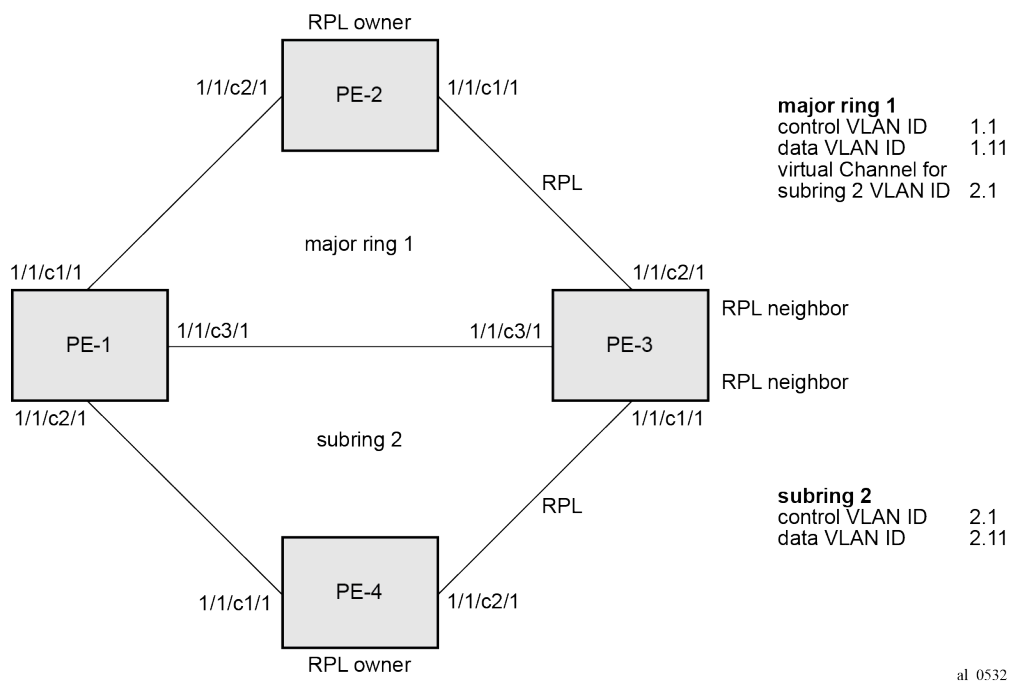 RPL owner
1/1/c2/1
PE-2
1/1/c1/1
major ring 1
control VLAN ID 1.1
data VLAN ID 1.11
virtual Channel for
subring 2 VLAN ID 2.1
RPL
major ring 1
1/1/c1/1
1/1/c2/1
PE-1
1/1/c3/1
1/1/c3/1
PE-3
RPL neighbor
RPL neighbor
1/1/c2/1
1/1/c1/1
subring 2
RPL
subring 2
control VLAN ID 2.1
data VLAN ID 2.11
PE-4
1/1/c1/1
1/1/c2/1
RPL owner
al_0532